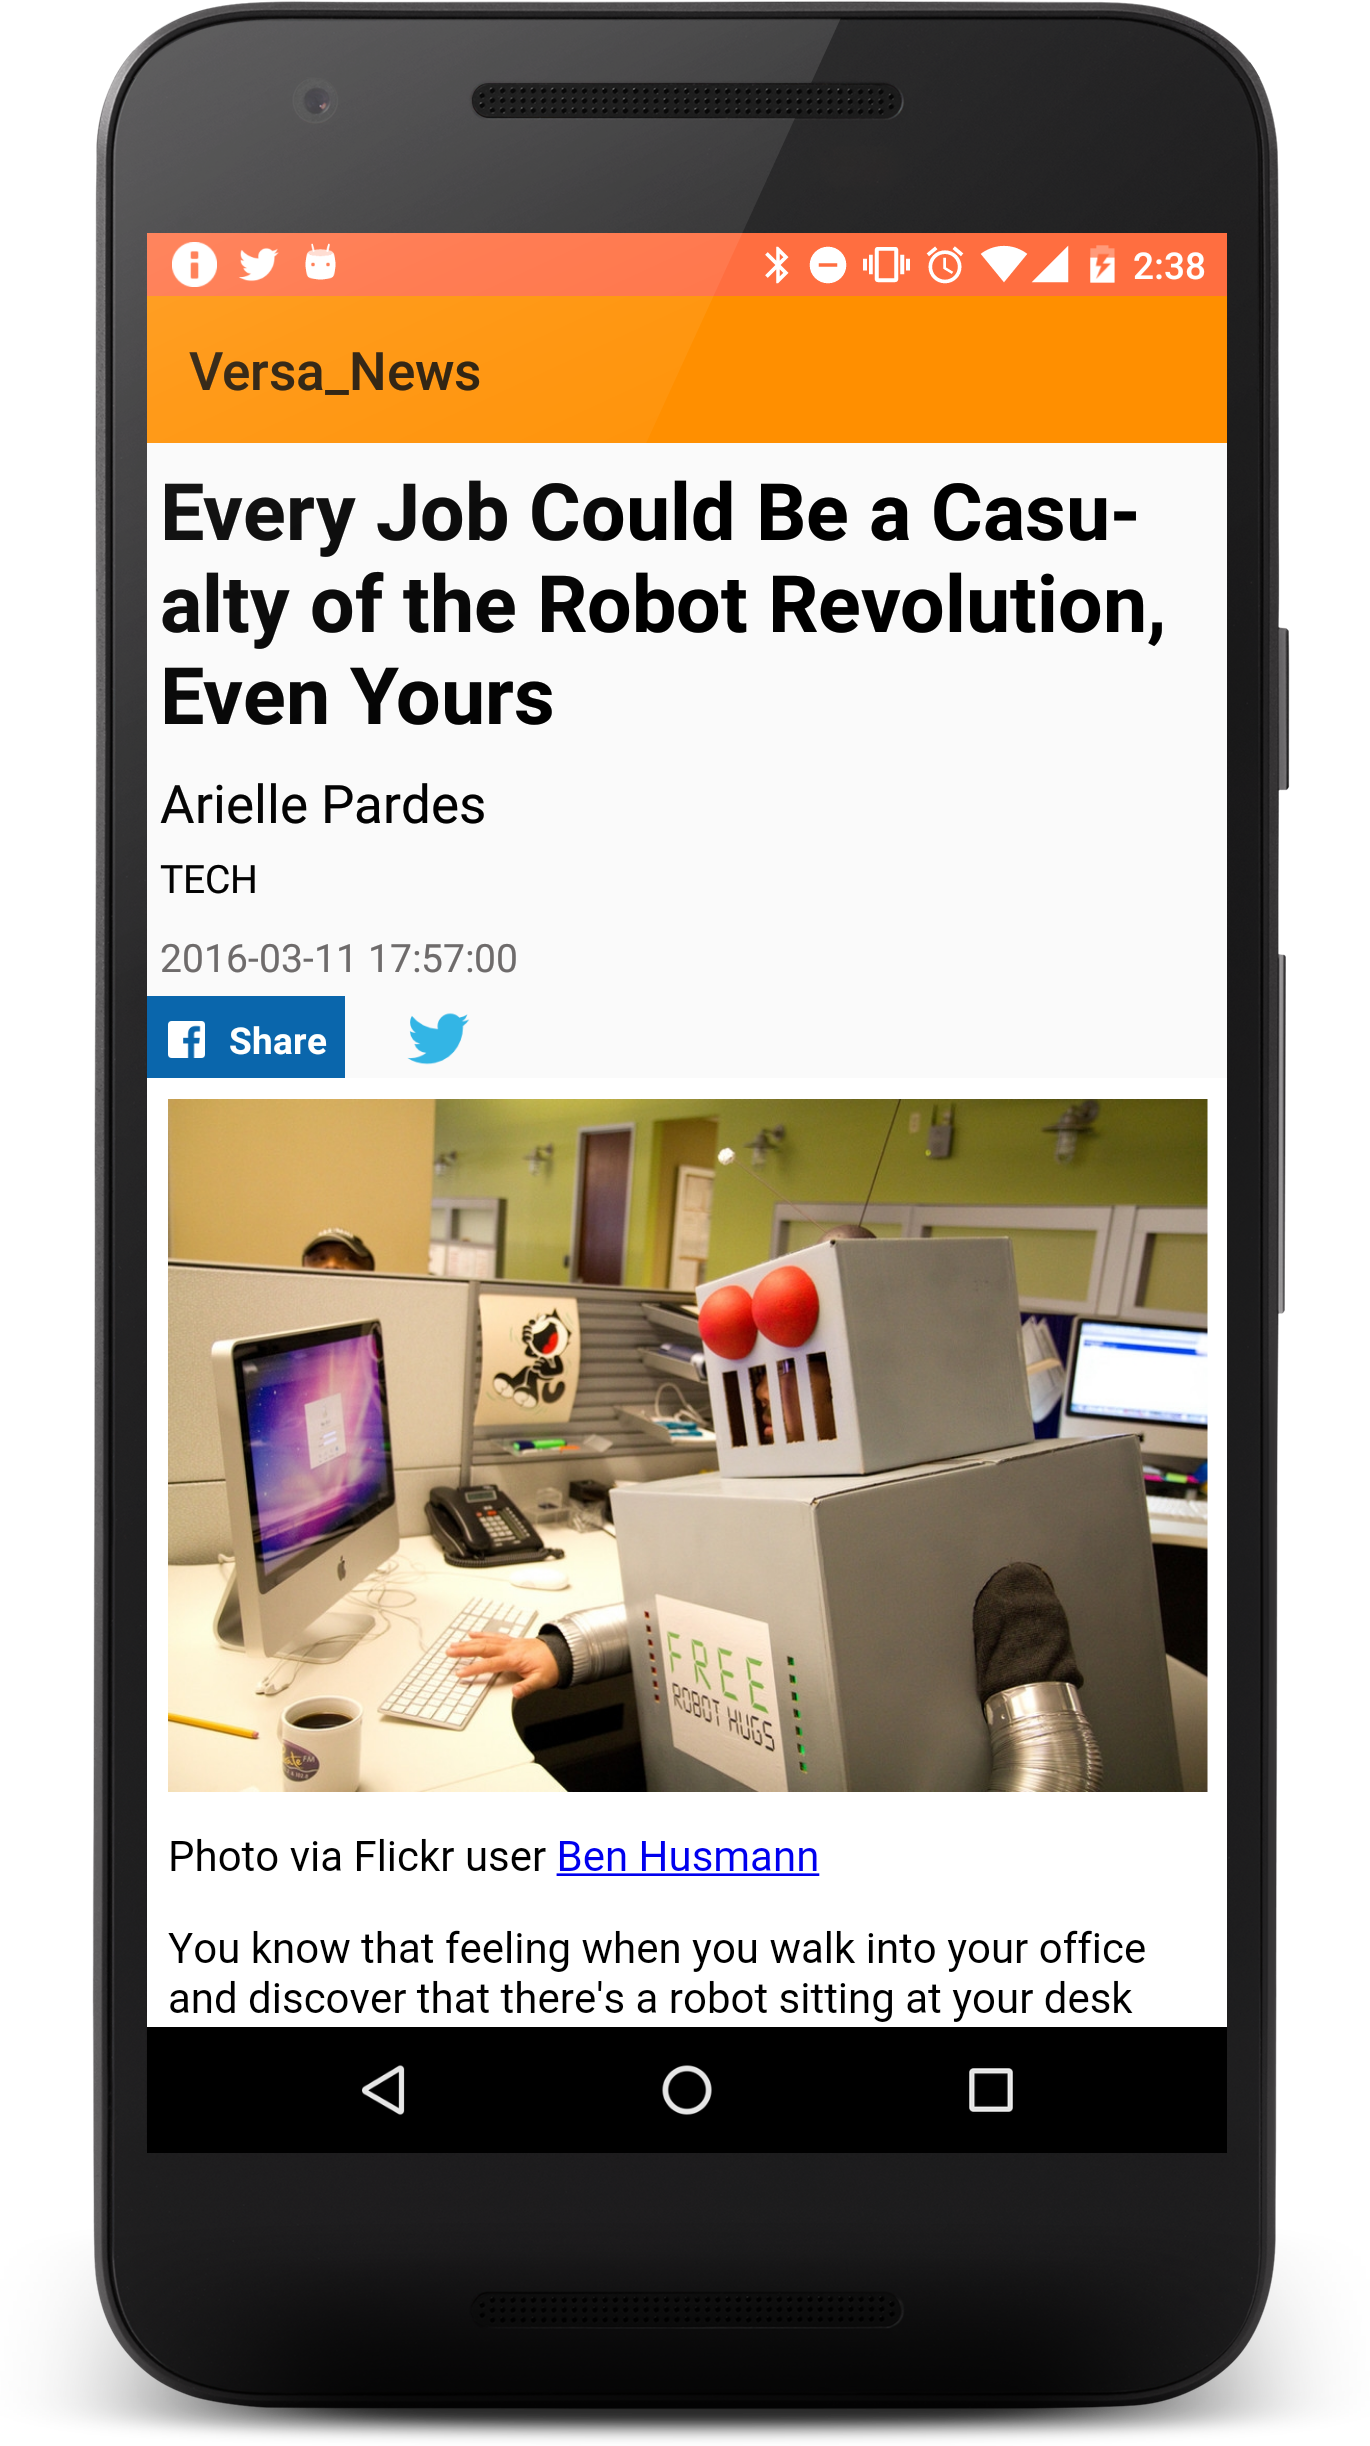 2:38
Versa_News
Every Job Could Be a Casu-
alty of the Robot Revolution,
Even Yours
Arielle Pardes
TECH
2016-03-11 17:57:00
Share
FREE
ROBOT HUGS
Photo via Flickr user Ben Husmann
You know that feeling when you walk into your office
and discover that there's a robot sitting at your desk